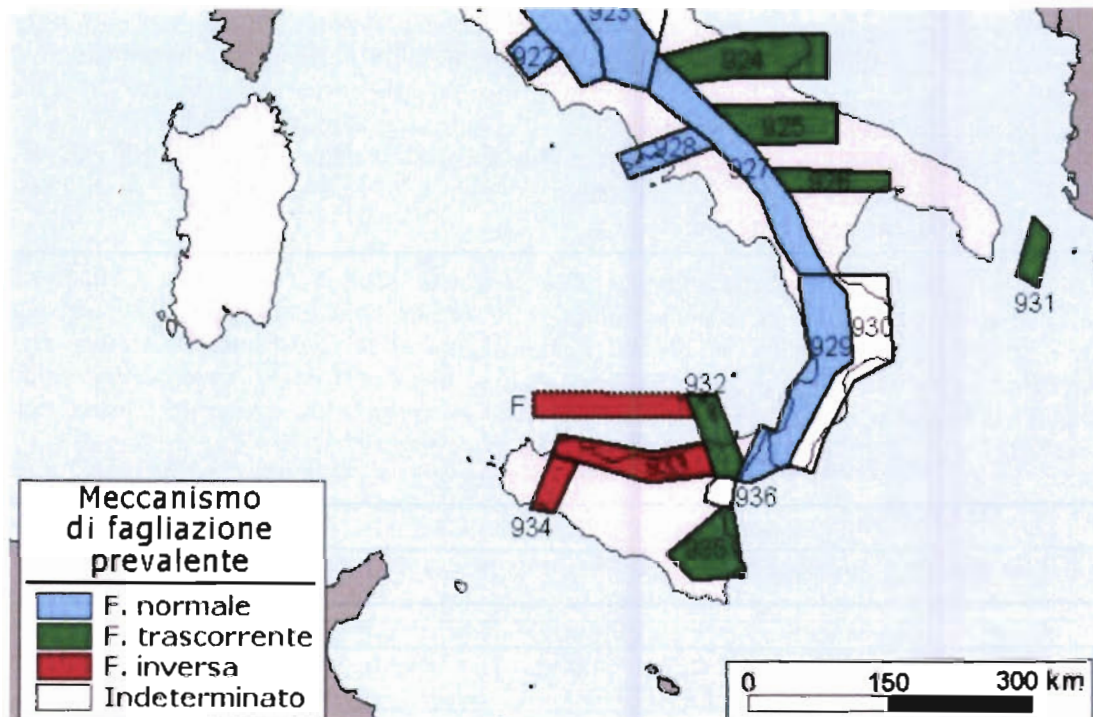 923
922
924
925
928
927
926
931
930
929
932
F
936
934
935
Meccanismo
di fagliazione
prevalente
F. normale
F. trascorrente
F. inversa
Indeterminato
0 150 300 km